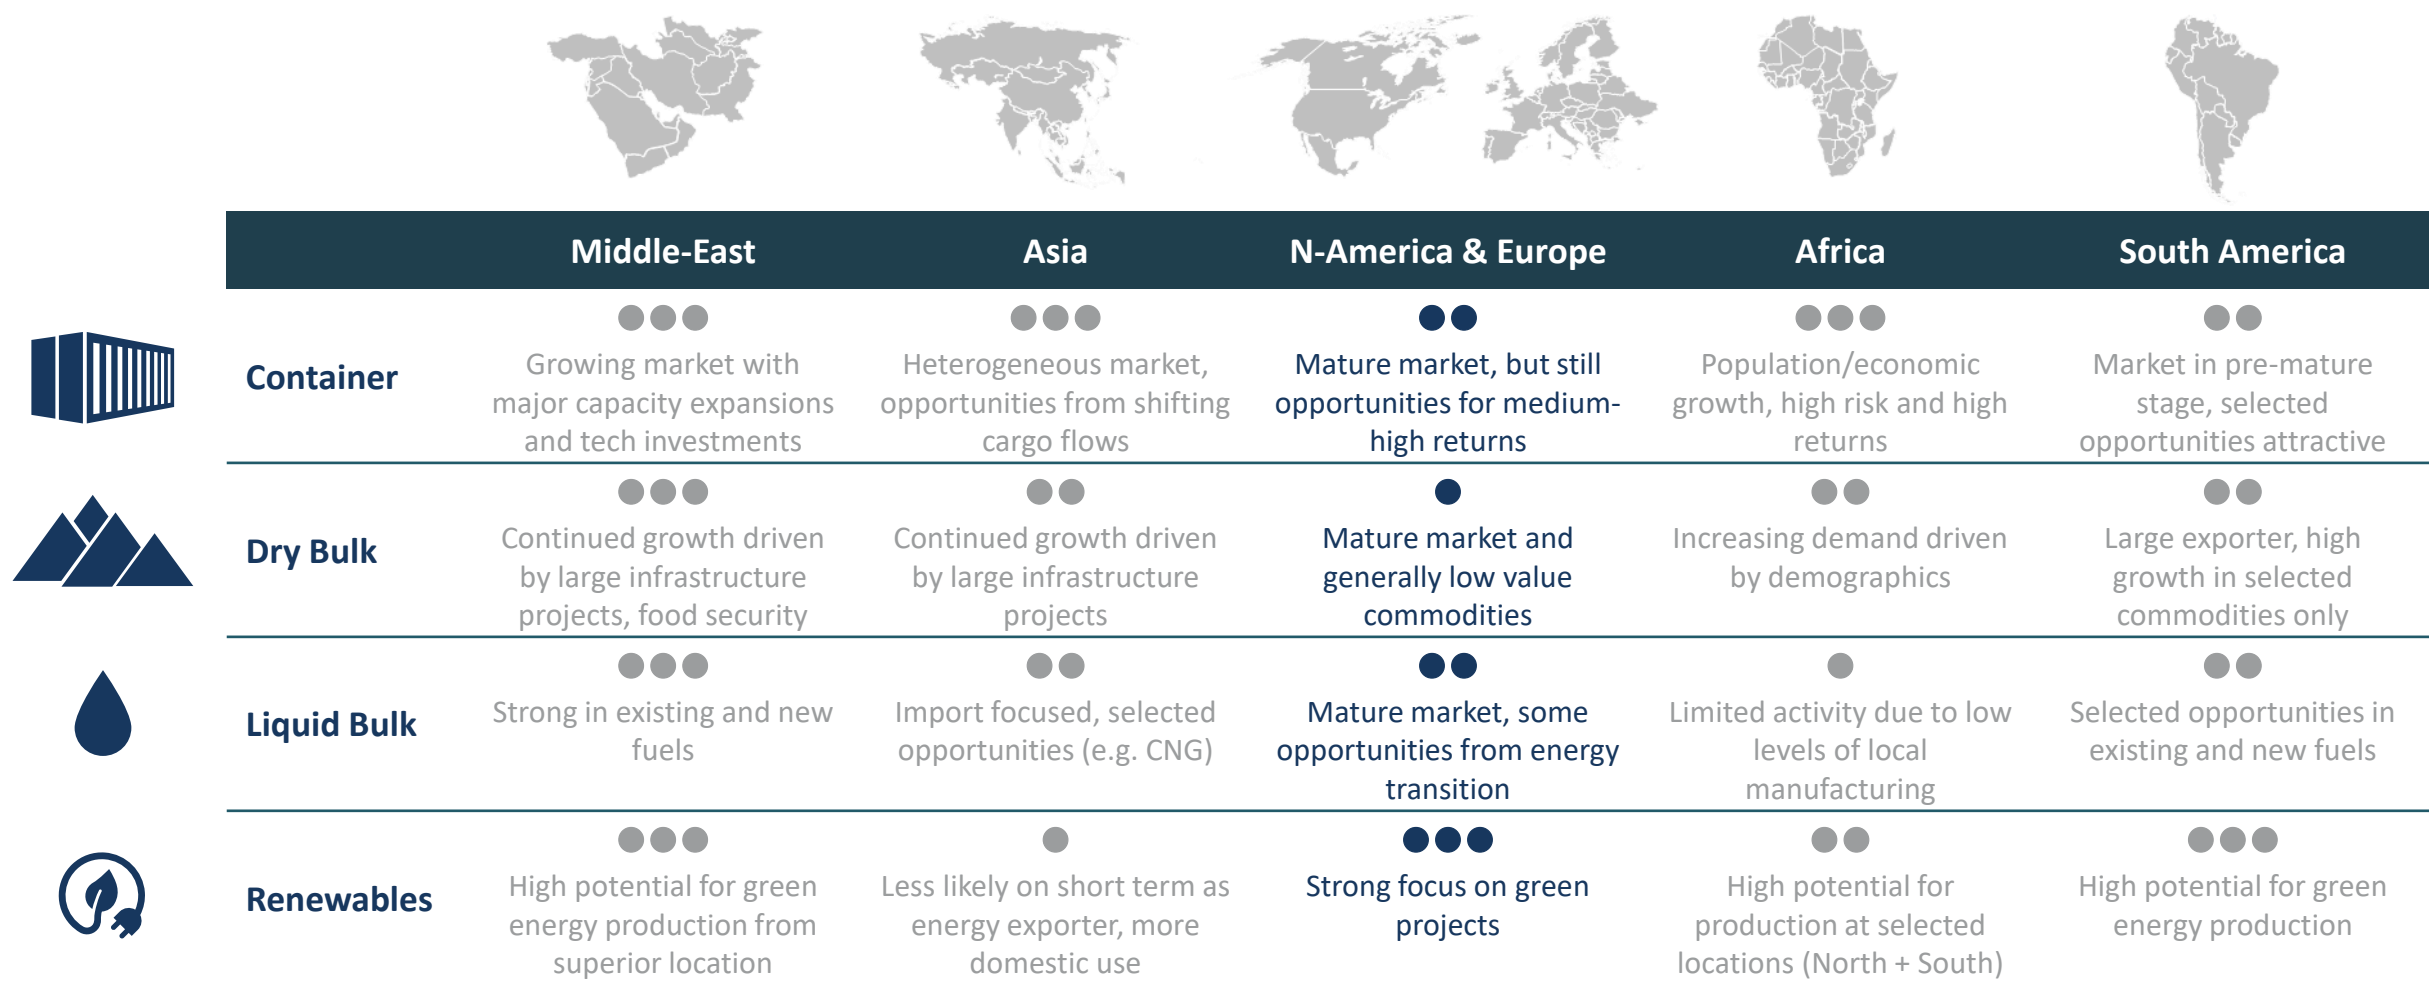 Middle-East
Asia
N-America & Europe
Africa
South America
Container
Growing market with
major capacity expansions
and tech investments
Heterogeneous market,
opportunities from shifting
cargo flows
Mature market, but still
opportunities for medium-
high returns
Population/economic
growth, high risk and high
returns
Market in pre-mature
stage, selected
opportunities attractive
Dry Bulk
Continued growth driven
by large infrastructure
projects, food security
Continued growth driven
by large infrastructure
projects
Mature market and
generally low value
commodities
Increasing demand driven
by demographics
Large exporter, high
growth in selected
commodities only
Liquid Bulk
Strong in existing and new
fuels
Import focused, selected
opportunities (e.g. CNG)
Mature market, some
opportunities from energy
transition
Limited activity due to low
levels of local
manufacturing
Selected opportunities in
existing and new fuels
Renewables
High potential for green
energy production from
superior location
Less likely on short term as
energy exporter, more
domestic use
Strong focus on green
projects
High potential for
production at selected
locations (North + South)
High potential for green
energy production